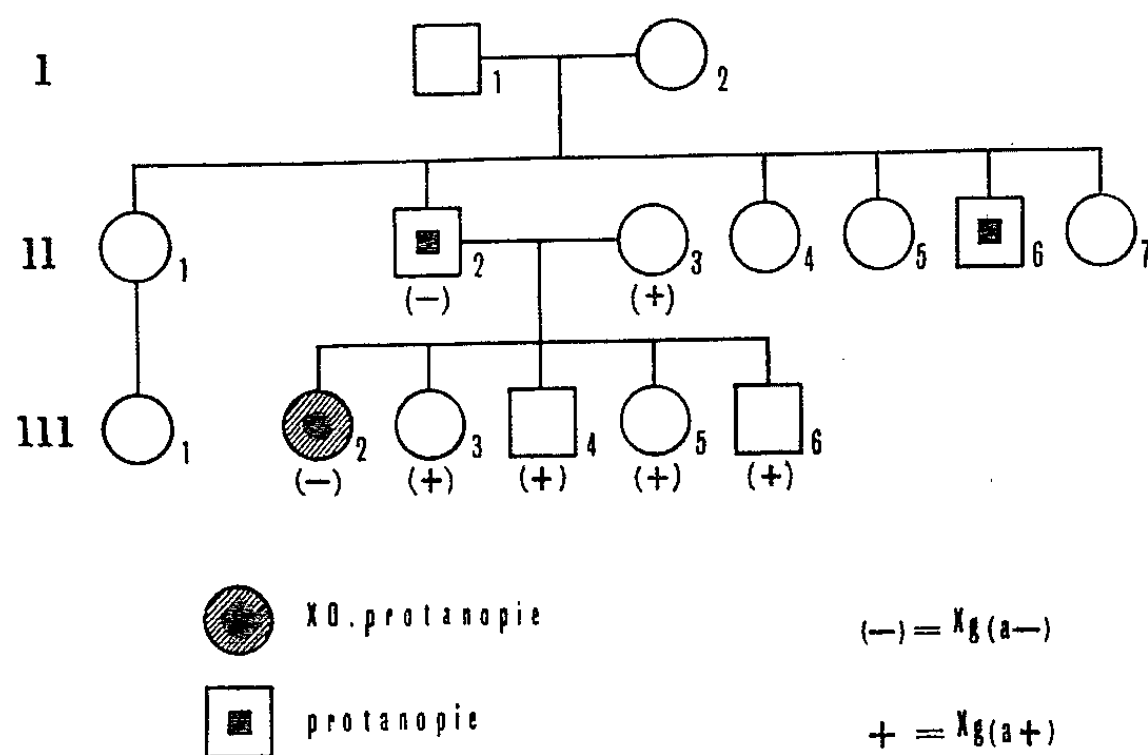 I
1 2
II
1 2 3 4 5 6 7
(—) (+)
III
1 2 3 4 5 6
(—) (+) (+) (+) (+)
XO.protanopie
(—) = Xg(a—)
protanopie
+ = Xg(a+)